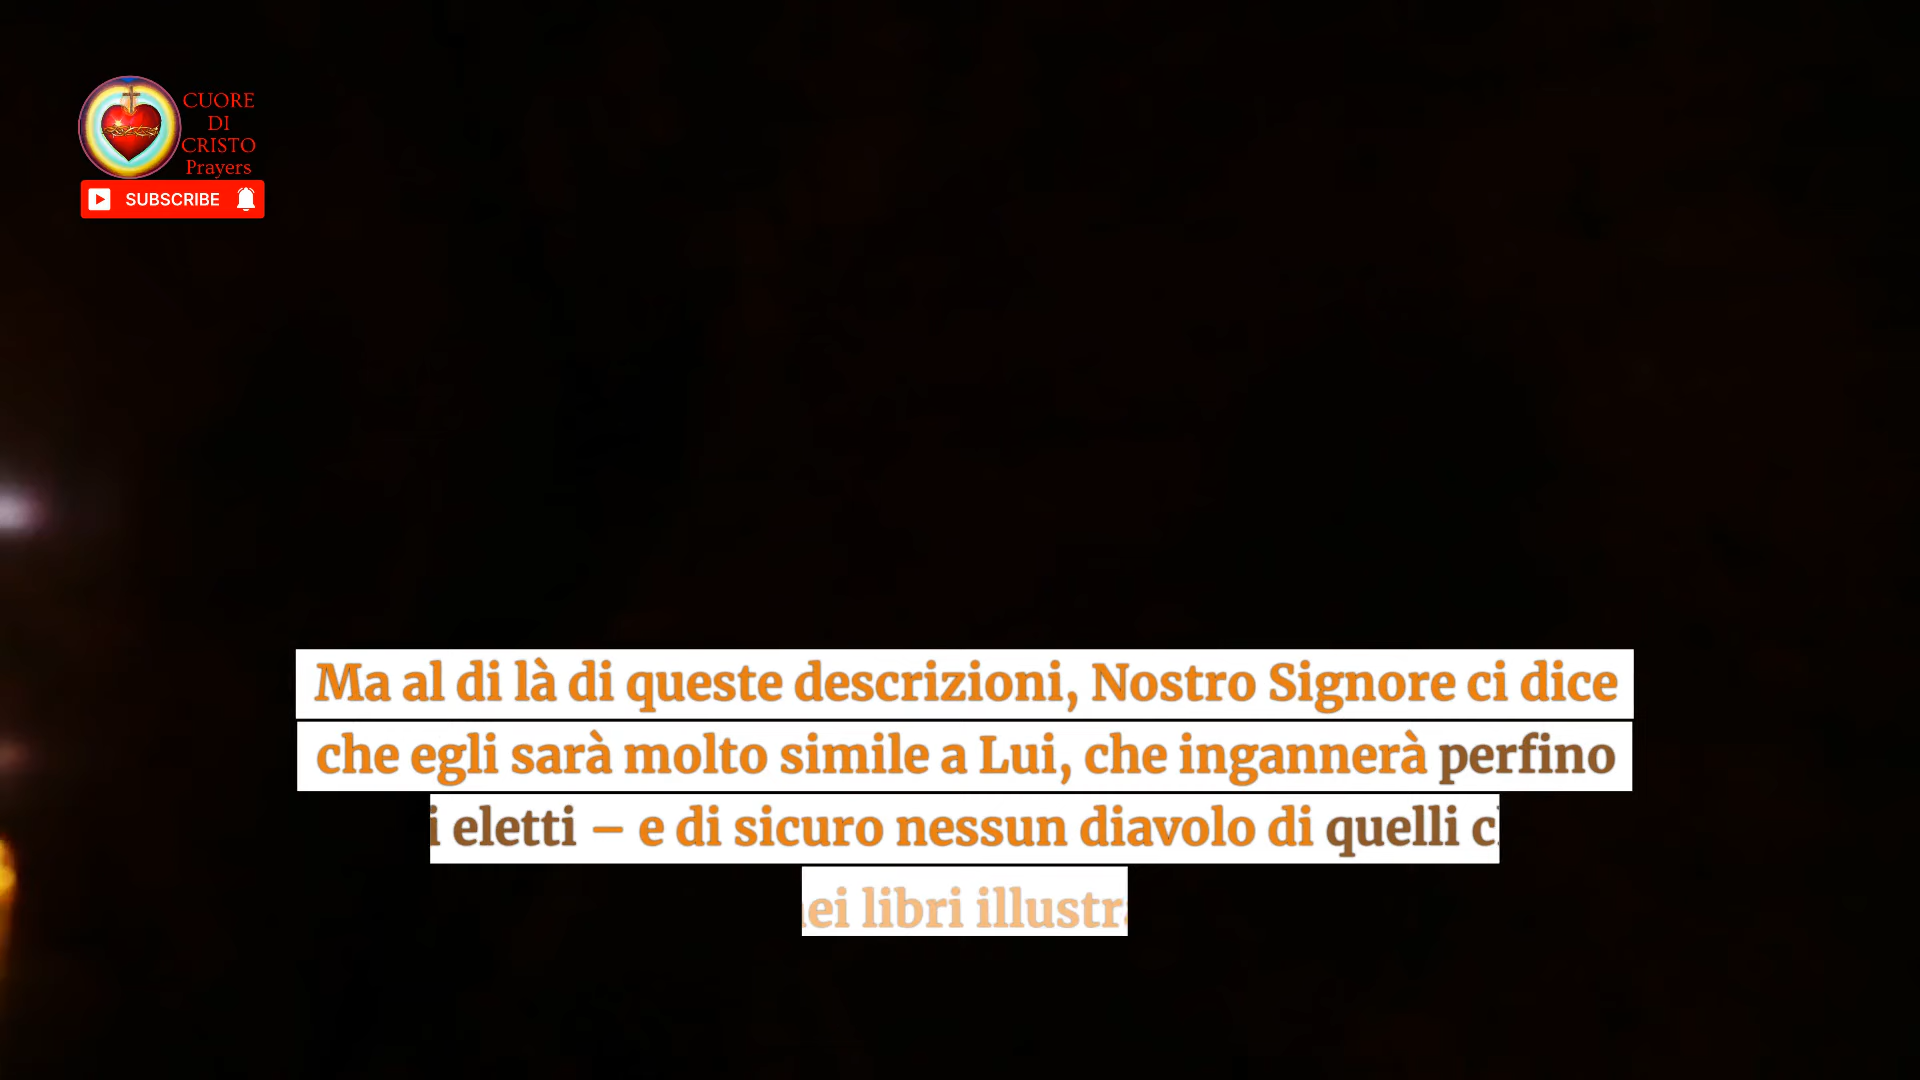 CUORE
DI
CRISTO
Prayers
SUBSCRIBE
Ma al di là di queste descrizioni, Nostro Signore ci dice
che egli sarà molto simile a Lui, che ingannerà perfino
i eletti – e di sicuro nessun diavolo di quelli
libri